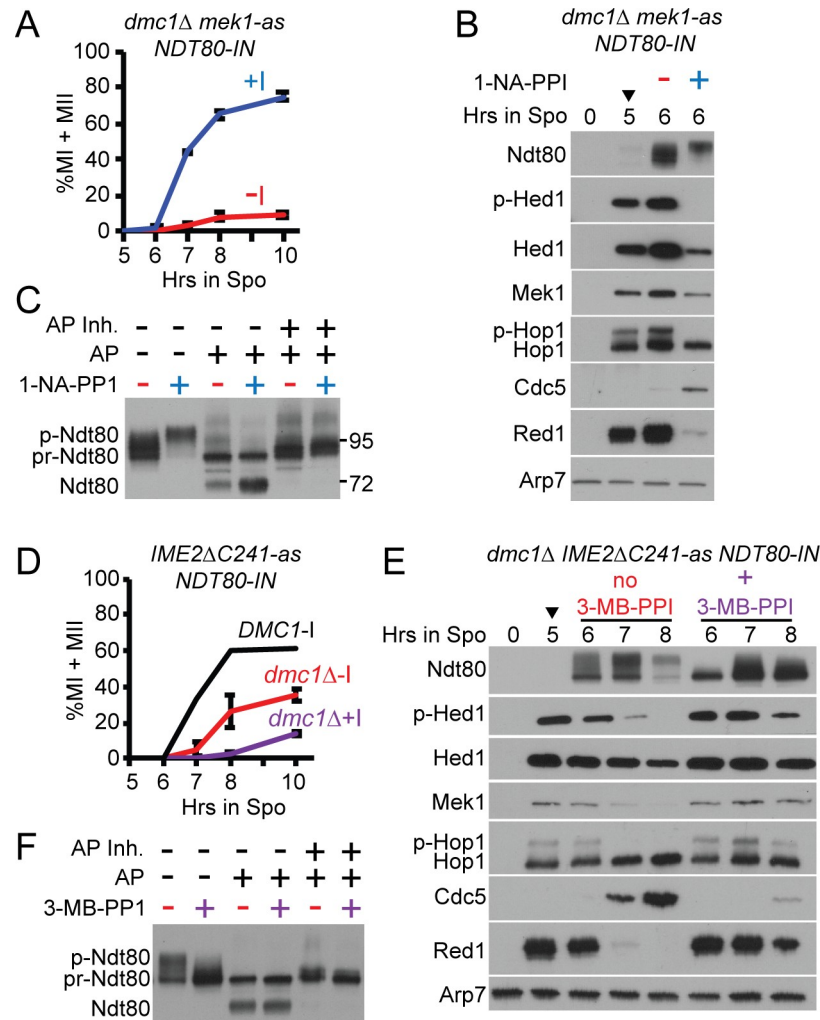 A
dmc1Δ mek1-as
NDT80-IN
100
80
60
40
20
0
%MI + MII
+I
-I
5 6 7 8 10
Hrs in Spo
B
dmc1Δ mek1-as
NDT80-IN
1-NA-PPI - +
Hrs in Spo 0 5 6 6
Ndt80
p-Hed1
Hed1
Mek1
p-Hop1
Hop1
Cdc5
Red1
Arp7
C
AP Inh. - - - - + +
AP - - + + + +
1-NA-PP1 - + - + - +
p-Ndt80
pr-Ndt80
Ndt80
-95
-72
D
IME2ΔC241-as
NDT80-IN
100
80
60
40
20
0
%MI + MII
DMC1-I
dmc1Δ-I
dmc1Δ+I
5 6 7 8 10
Hrs in Spo
E
dmc1Δ IME2ΔC241-as NDT80-IN
no +
3-MB-PPI 3-MB-PPI
Hrs in Spo 0 5 6 7 8 6 7 8
Ndt80
p-Hed1
Hed1
Mek1
p-Hop1
Hop1
Cdc5
Red1
Arp7
F
AP Inh. - - - - + +
AP - - + + + +
3-MB-PP1 - + - + - +
p-Ndt80
pr-Ndt80
Ndt80